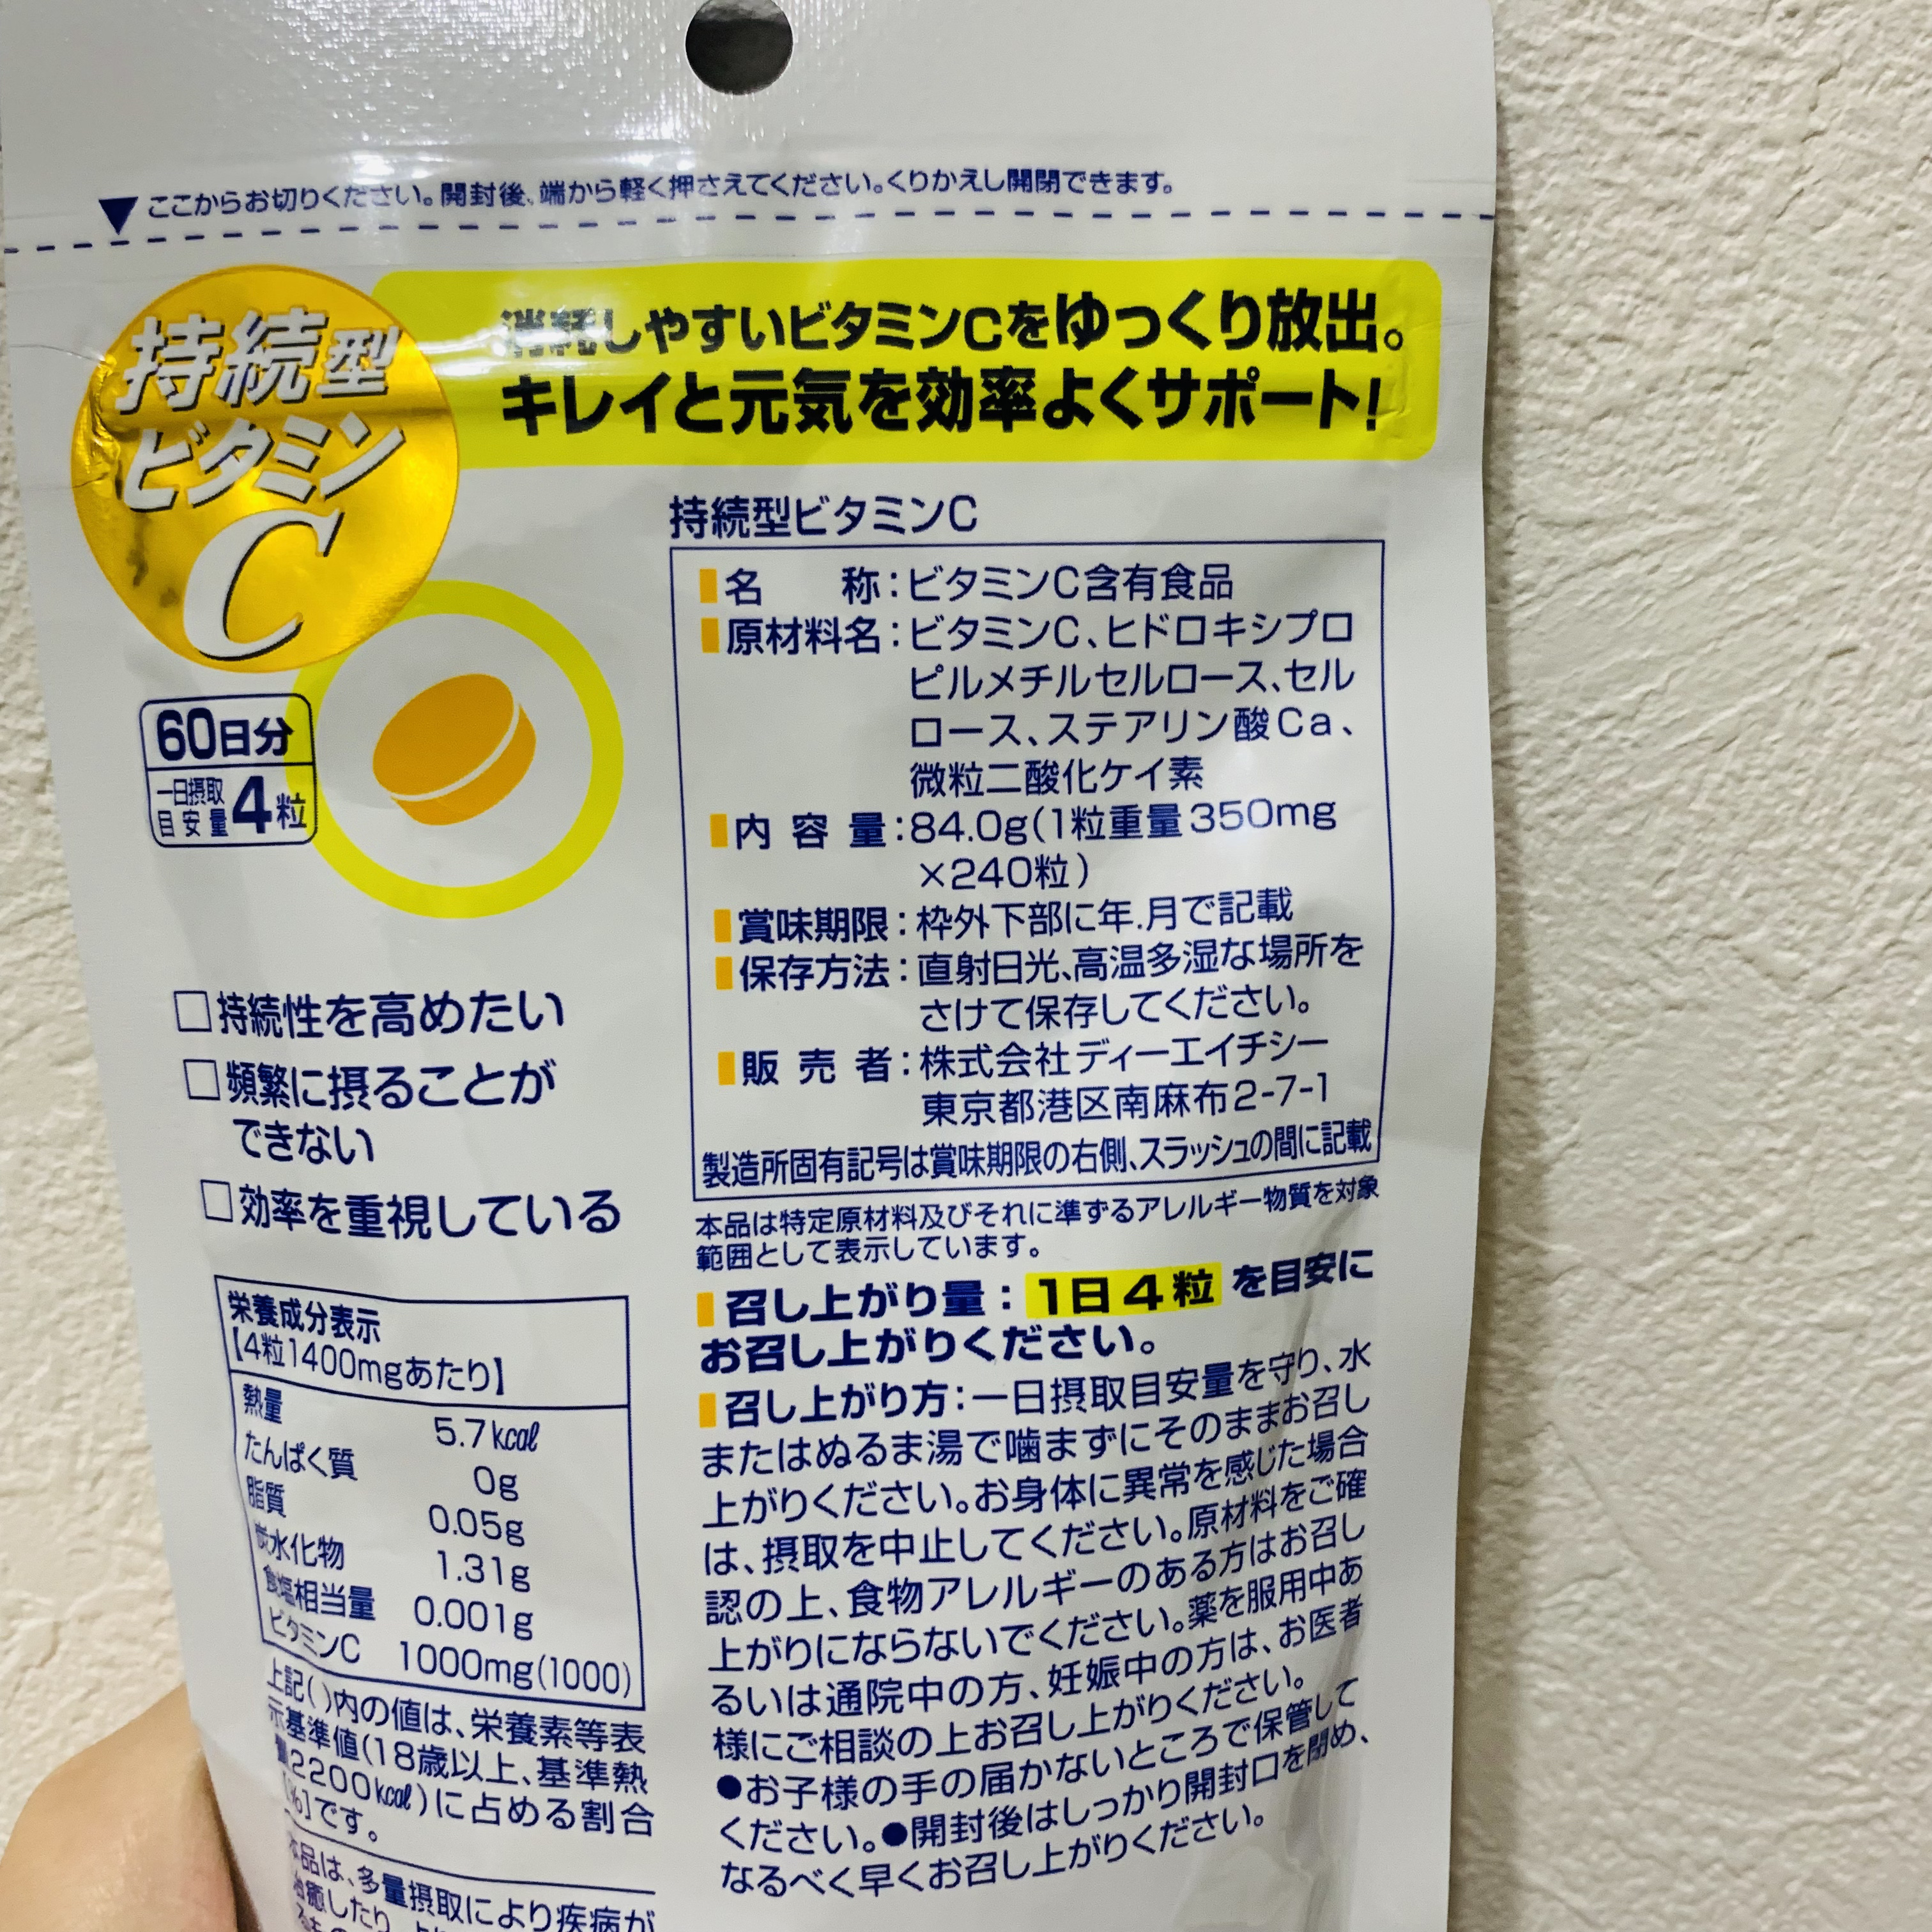 ▼ここからお切りください。開封後、端から軽く押さえてください。くりかえし開閉できます。
持続型
ビタミン
C
消耗しやすいビタミンCをゆっくり放出。
キレイと元気を効率よくサポート!
60日分
一日摂取
目安量 4粒
□持続性を高めたい
□頻繁に摂ることが
できない
□効率を重視している
栄養成分表示
【4粒1400mgあたり】
熱量 5.7kcal
たんぱく質 0g
脂質 0.05g
炭水化物 1.31g
食塩相当量 0.001g
ビタミンC 1000mg(1000)
上記( )内の値は、栄養素等表
示基準値(18歳以上、基準熱
量2200kcal)に占める割合
[%]です。
本品は、多量摂取により疾病が
治癒したり、
持続型ビタミンC
名称:ビタミンC含有食品
原材料名:ビタミンC、ヒドロキシプロ
ピルメチルセルロース、セル
ロース、ステアリン酸Ca、
微粒二酸化ケイ素
内容量:84.0g(1粒重量350mg
×240粒)
賞味期限:枠外下部に年.月で記載
保存方法:直射日光、高温多湿な場所を
さけて保存してください。
販売者:株式会社ディーエイチシー
東京都港区南麻布2-7-1
製造所固有記号は賞味期限の右側、スラッシュの間に記載
本品は特定原材料及びそれに準ずるアレルギー物質を対象
範囲として表示しています。
召し上がり量:1日4粒を目安に
お召し上がりください。
召し上がり方:一日摂取目安量を守り、水
またはぬるま湯で噛まずにそのままお召し
上がりください。お身体に異常を感じた場合
は、摂取を中止してください。原材料をご確
認の上、食物アレルギーのある方はお召し
上がりにならないでください。薬を服用中あ
るいは通院中の方、妊娠中の方は、お医者
様にご相談の上お召し上がりください。
●お子様の手の届かないところで保管して
ください。●開封後はしっかり開封口を閉め、
なるべく早くお召し上がりください。